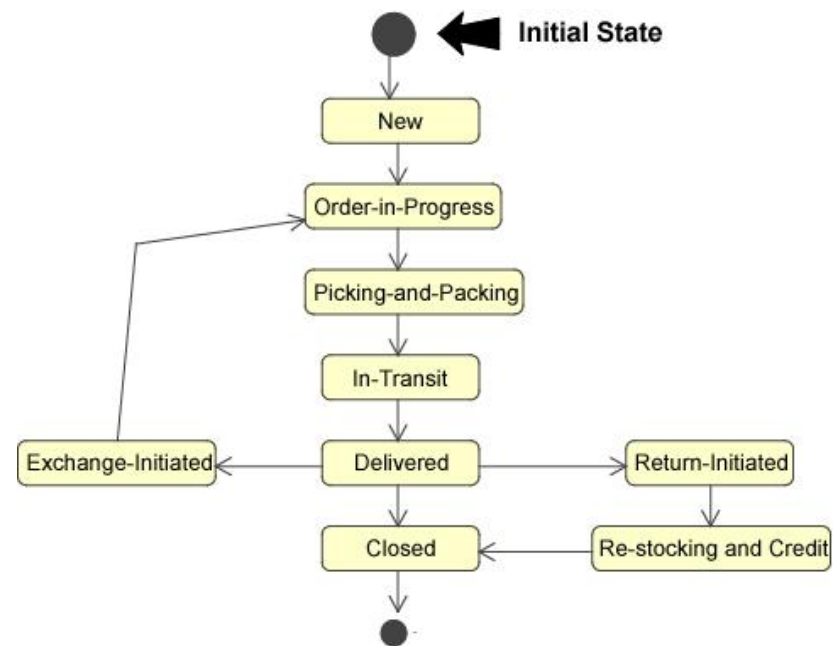 Initial State
New
Order-in-Progress
Picking-and-Packing
In-Transit
Exchange-Initiated
Delivered
Return-Initiated
Closed
Re-stocking and Credit